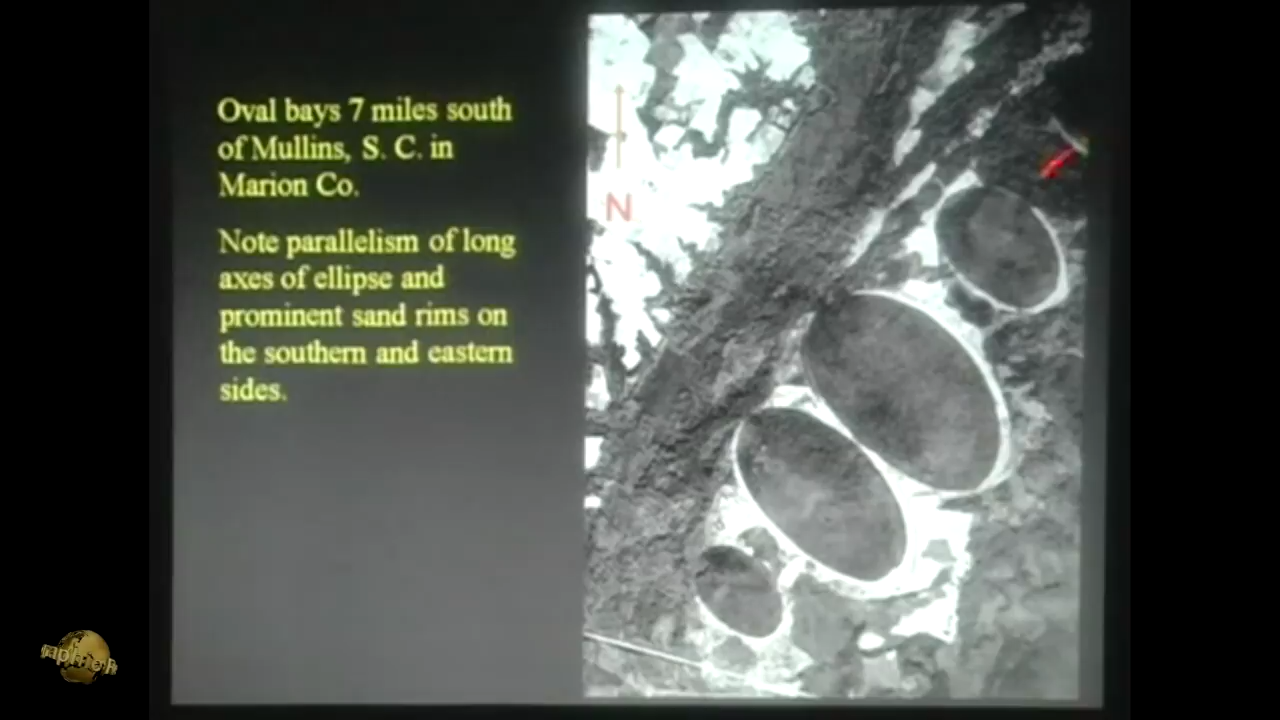 Oval bays 7 miles south
of Mullins, S. C. in
Marion Co.
Note parallelism of long
axes of ellipse and
prominent sand rims on
the southern and eastern
sides.
N